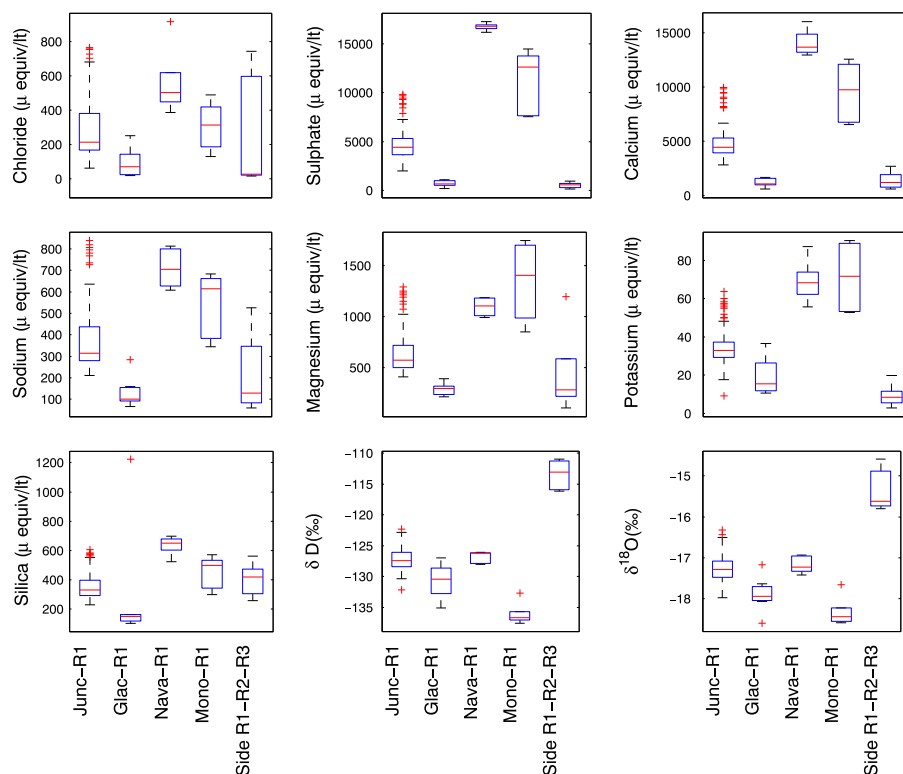 Chloride (μ equiv/lt)
800
600
400
200
0
Sulphate (μ equiv/lt)
15000
10000
5000
0
Calcium (μ equiv/lt)
15000
10000
5000
0
Sodium (μ equiv/lt)
800
700
600
500
400
300
200
100
Magnesium (μ equiv/lt)
1500
1000
500
Potassium (μ equiv/lt)
80
60
40
20
0
Silica (μ equiv/lt)
1200
1000
800
600
400
200
δ D(‰)
−110
−115
−120
−125
−130
−135
δ¹⁸O(‰)
−15
−16
−17
−18
Junc−R1
Glac−R1
Nava−R1
Mono−R1
Side R1−R2−R3
Junc−R1
Glac−R1
Nava−R1
Mono−R1
Side R1−R2−R3
Junc−R1
Glac−R1
Nava−R1
Mono−R1
Side R1−R2−R3